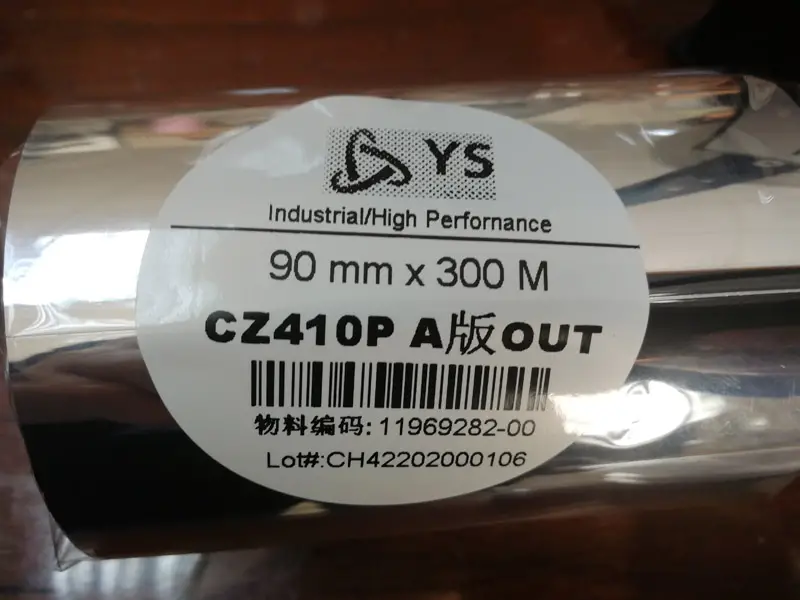 YS
Industrial/High Perfornance
90 mm x 300 M
CZ410P A版OUT
物料编码: 11969282-00
Lot#:CH42202000106